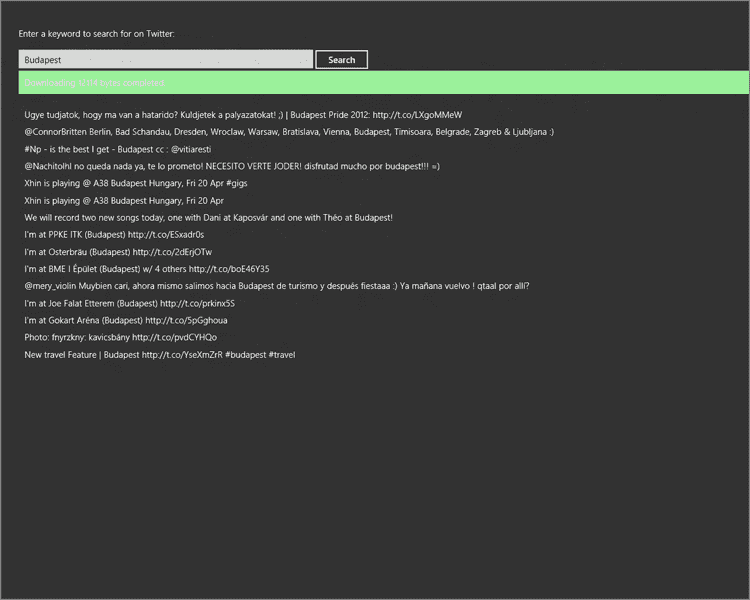 Enter a keyword to search for on Twitter:
Budapest
Search
Downloading bytes completed
Ugye tudjatok, hogy ma van a hatarido? Kuldjetek a palyazatokat! ;) | Budapest Pride 2012: http://t.co/LXgoMMeW
@ConnorBritten Berlin, Bad Schandau, Dresden, Wroclaw, Warsaw, Bratislava, Vienna, Budapest, Timisoara, Belgrade, Zagreb & Ljubljana :)
#Np - is the best I get - Budapest cc : @vitiaresti
@Nachitolhl no queda nada ya, te lo prometo! NECESITO VERTE JODER! disfrutad mucho por budapest!!! =)
Xhin is playing @ A38 Budapest Hungary, Fri 20 Apr #gigs
Xhin is playing @ A38 Budapest Hungary, Fri 20 Apr
We will record two new songs today, one with Dani at Kaposvár and one with Théo at Budapest!
I'm at PPKE ITK (Budapest) http://t.co/ESxadr0s
I'm at Osterbräu (Budapest) http://t.co/2dErjOTw
I'm at BME I Épület (Budapest) w/ 4 others http://t.co/boE46Y35
@mery_violin Muybien cari, ahora mismo salimos hacia Budapest de turismo y después fiestaaa :) Ya mañana vuelvo ! qtaal por allí?
I'm at Joe Falat Etterem (Budapest) http://t.co/prkinx5S
I'm at Gokart Aréna (Budapest) http://t.co/5pGghoua
Photo: fnyrzkny: kavicsbány http://t.co/pvdCYHQo
New travel Feature | Budapest http://t.co/YseXmZrR #budapest #travel